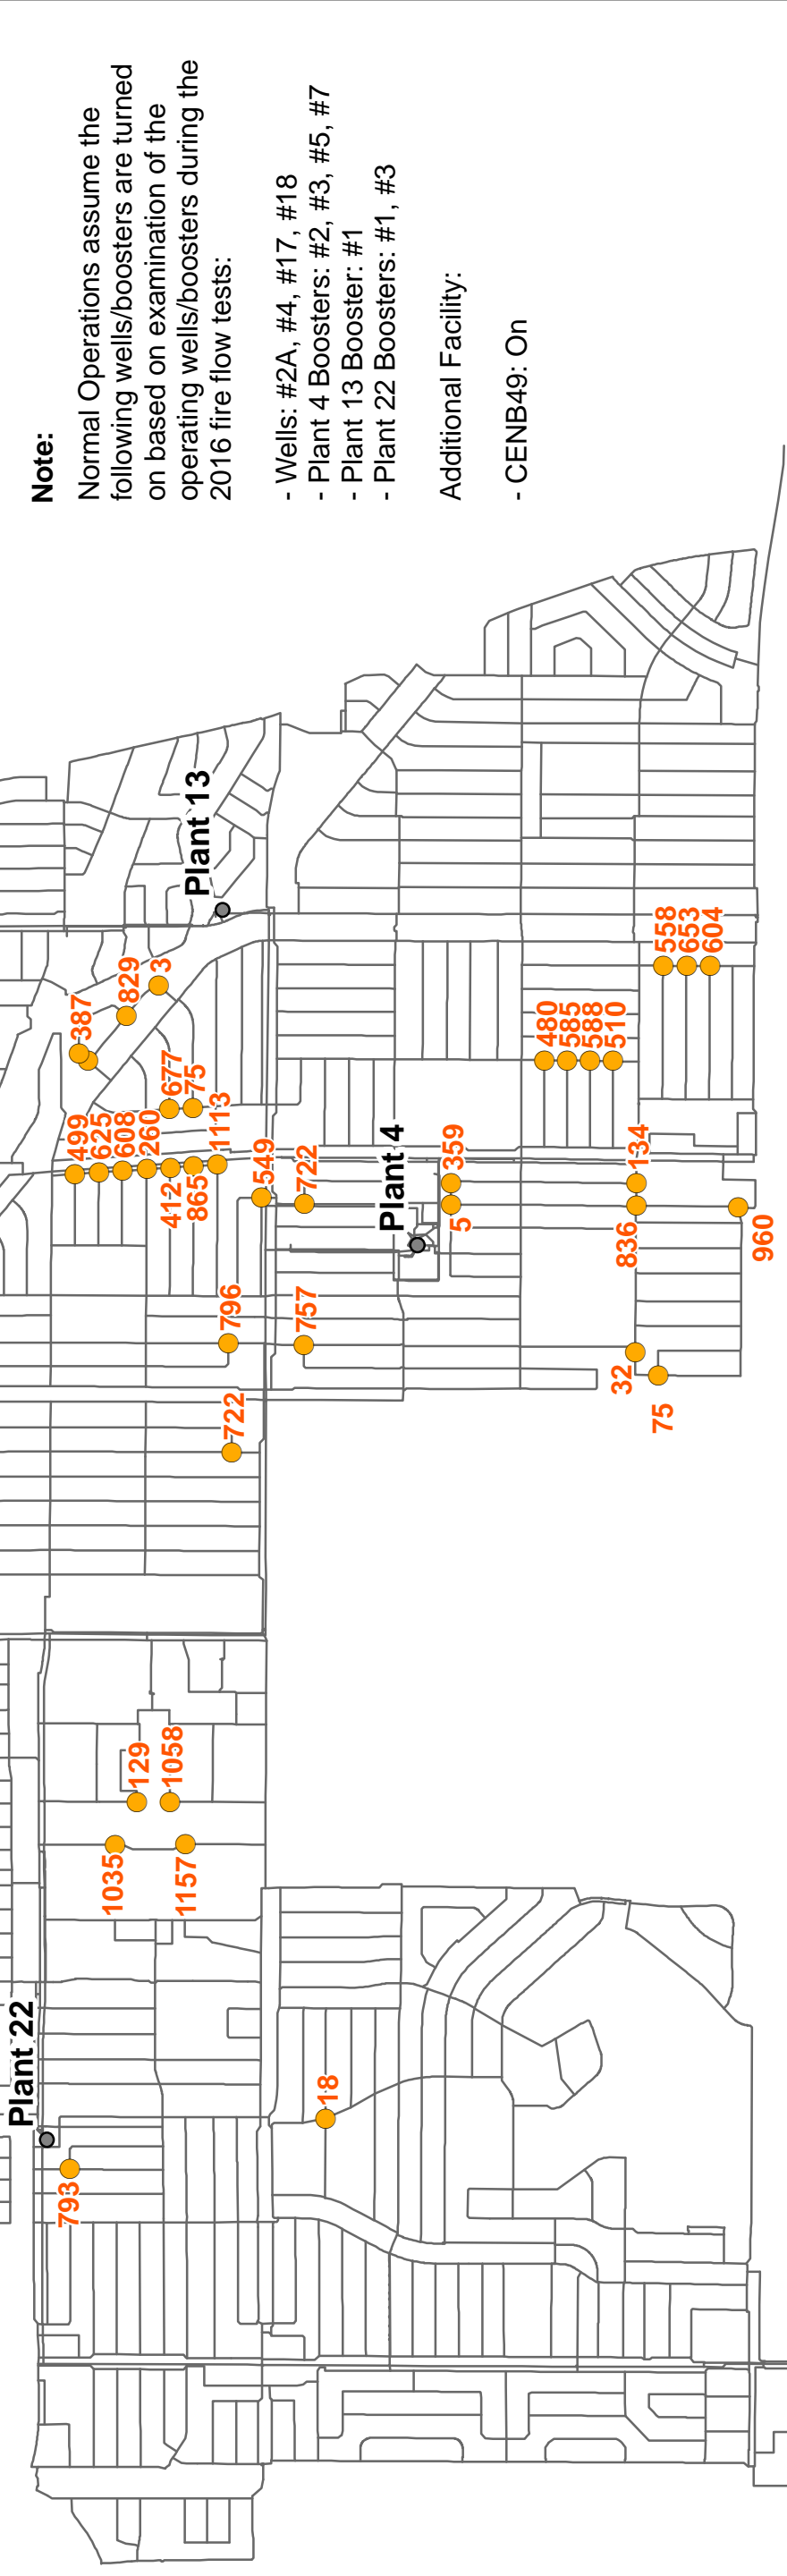 Note:
Normal Operations assume the
following wells/boosters are turned
on based on examination of the
operating wells/boosters during the
2016 fire flow tests:
- Wells: #2A, #4, #17, #18
- Plant 4 Boosters: #2, #3, #5, #7
- Plant 13 Booster: #1
- Plant 22 Boosters: #1, #3
Additional Facility:
- CENB49: On
Plant 22
793
18
1035
1157
129
1058
722
796
757
549
722
Plant 4
5
359
499
625
608
260
412
865
1113
677
75
387
829
3
Plant 13
480
585
588
510
558
653
604
134
836
32
75
960